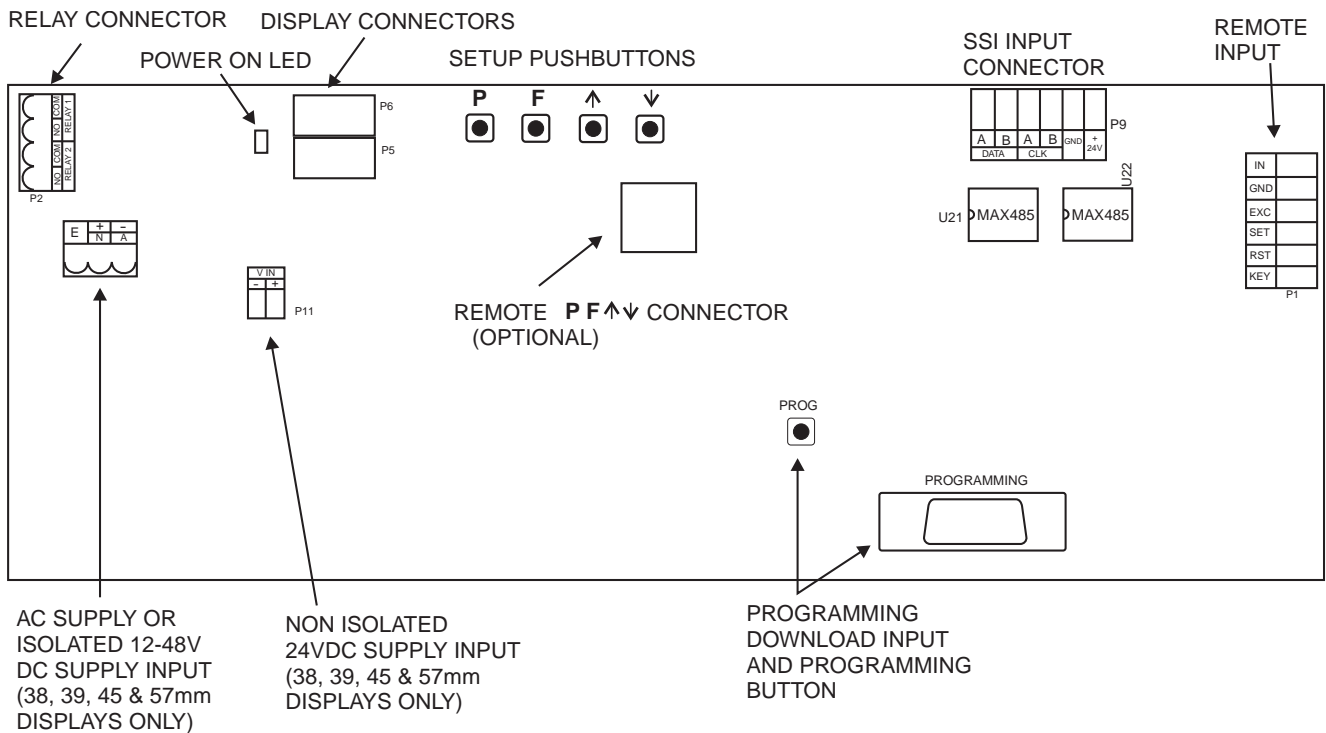 RELAY CONNECTOR
DISPLAY CONNECTORS
POWER ON LED
SETUP PUSHBUTTONS
SSI INPUT
CONNECTOR
REMOTE
INPUT
NO COM NO COM
RELAY 2 RELAY 1
P2
P6
P5
P F ↑ ↓
P9
A B A B GND + 24V
DATA CLK
U21 MAX485
MAX485 U22
IN
GND
EXC
SET
RST
KEY
P1
E + −
N A
V IN
− +
P11
REMOTE P F ↑ ↓ CONNECTOR
(OPTIONAL)
PROG
PROGRAMMING
AC SUPPLY OR
ISOLATED 12-48V
DC SUPPLY INPUT
(38, 39, 45 & 57mm
DISPLAYS ONLY)
NON ISOLATED
24VDC SUPPLY INPUT
(38, 39, 45 & 57mm
DISPLAYS ONLY)
PROGRAMMING
DOWNLOAD INPUT
AND PROGRAMMING
BUTTON